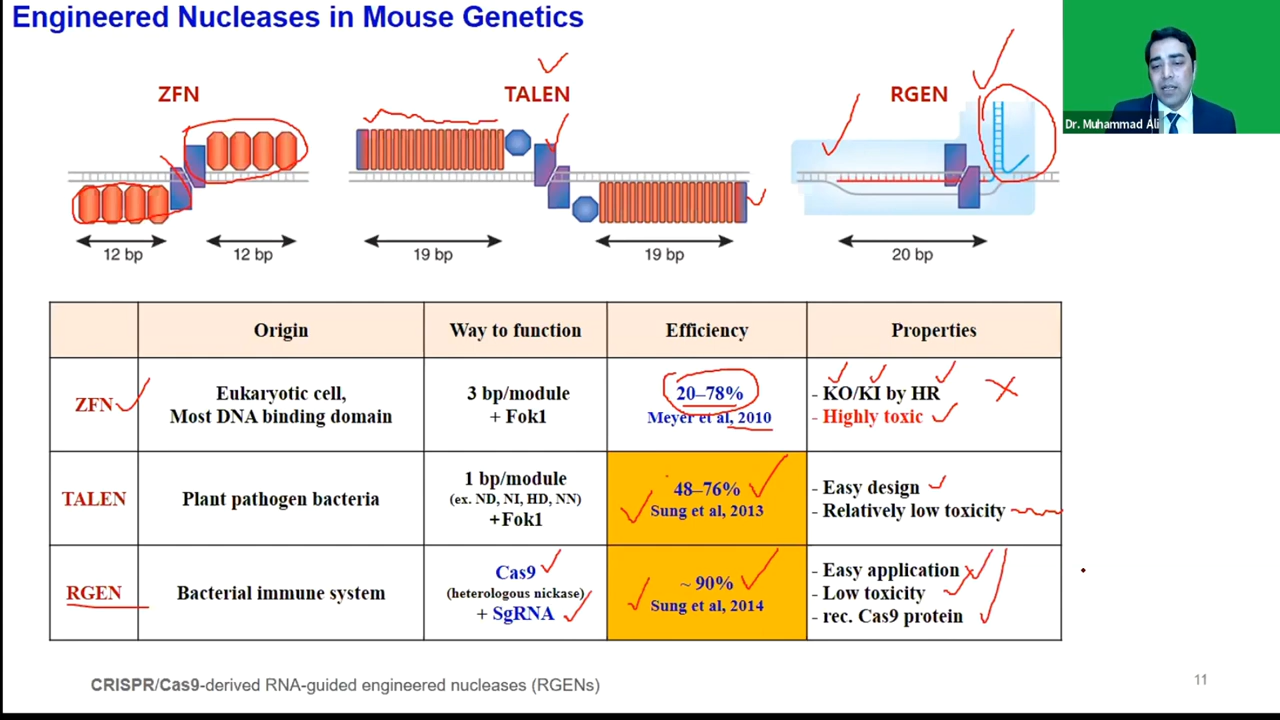 Engineered Nucleases in Mouse Genetics
ZFN
TALEN
RGEN
Dr. Muhammad Ali
12 bp
12 bp
19 bp
19 bp
20 bp
Origin
Way to function
Efficiency
Properties
ZFN
Eukaryotic cell,
Most DNA binding domain
3 bp/module
+ Fok1
20–78%
Meyer et al, 2010
- KO/KI by HR
- Highly toxic
TALEN
Plant pathogen bacteria
1 bp/module
(ex. ND, NI, HD, NN)
+Fok1
48–76%
Sung et al, 2013
- Easy design
- Relatively low toxicity
RGEN
Bacterial immune system
Cas9
(heterologous nickase)
+ SgRNA
~ 90%
Sung et al, 2014
- Easy application
- Low toxicity
- rec. Cas9 protein
CRISPR/Cas9-derived RNA-guided engineered nucleases (RGENs)
11